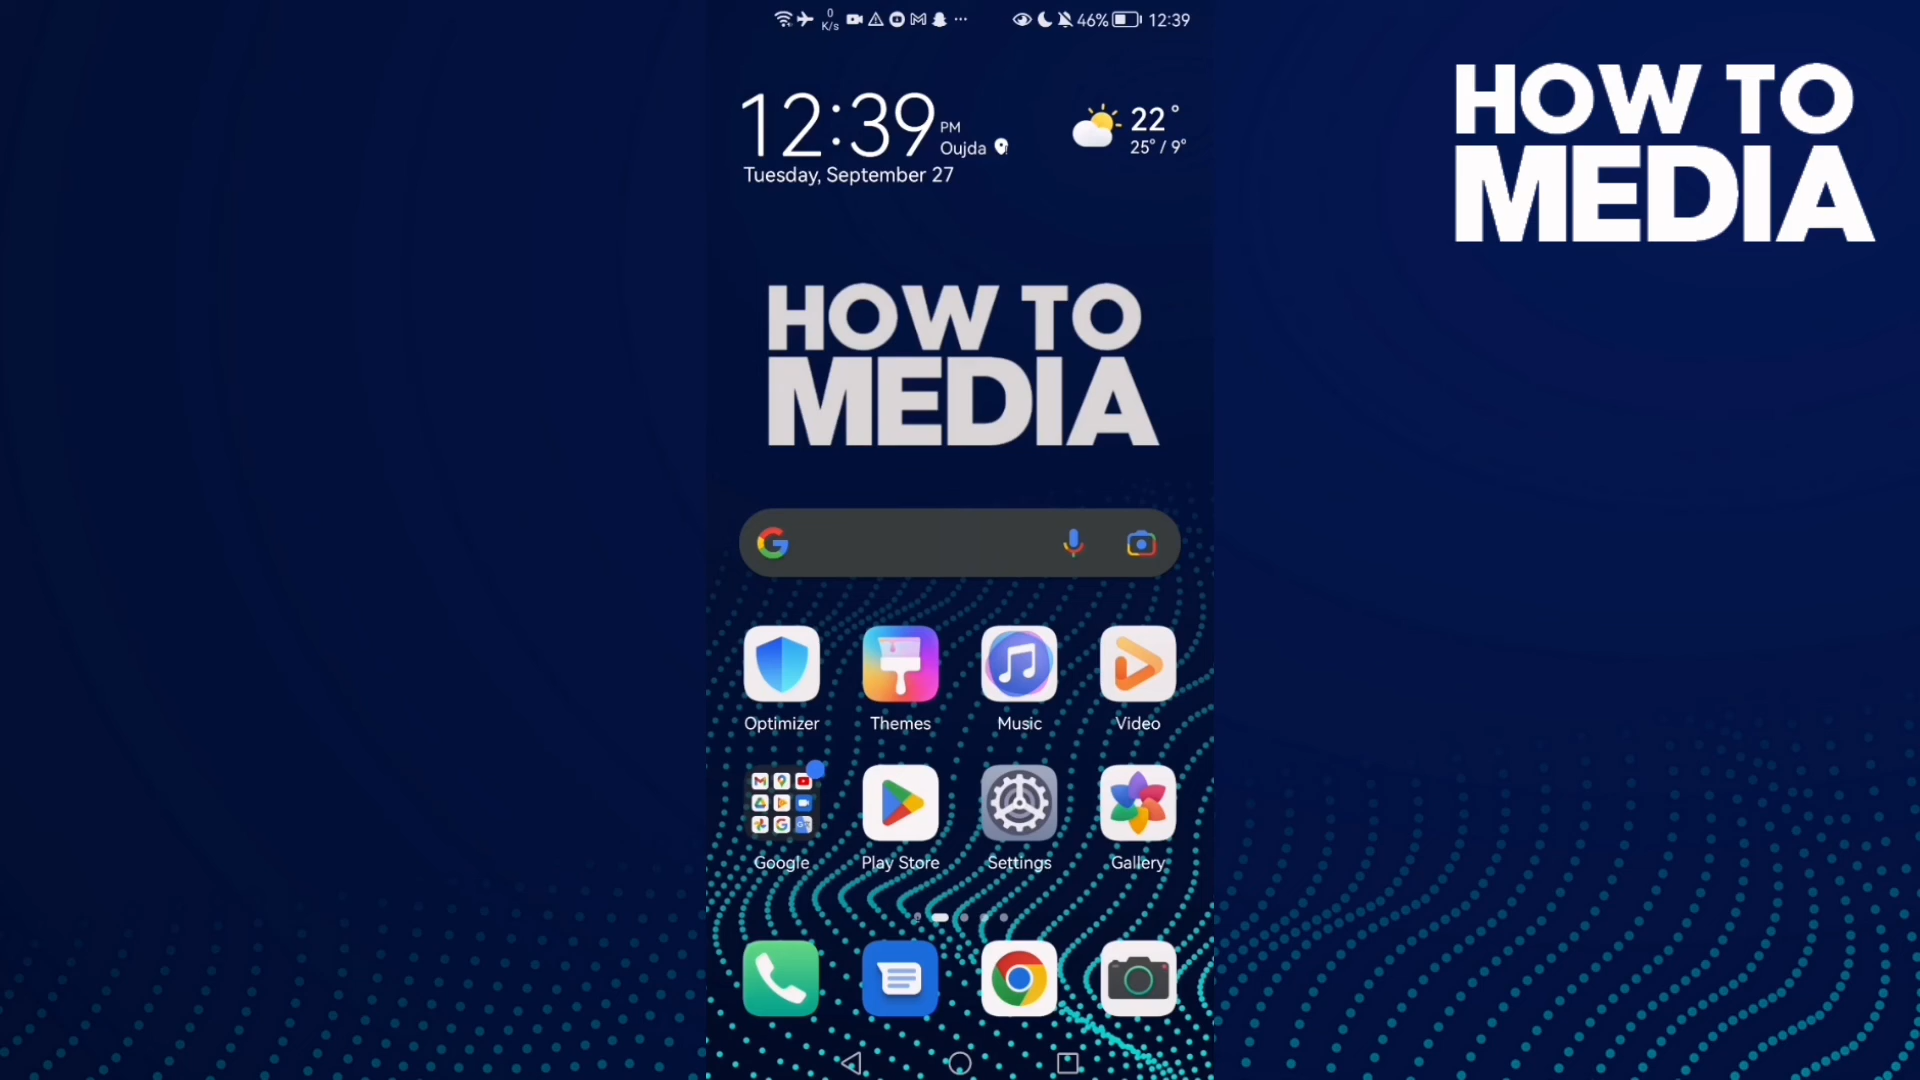 0
K/s
46%
12:39
12:39
PM
Oujda
22°
25° / 9°
Tuesday, September 27
HOW TO
MEDIA
HOW TO
MEDIA
Optimizer
Themes
Music
Video
Google
Play Store
Settings
Gallery